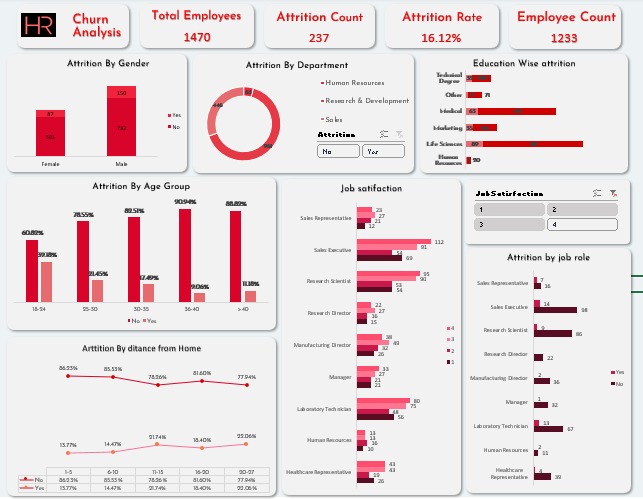 HR
Churn
Analysis
Total Employees
1470
Attrition Count
237
Attrition Rate
16.12%
Employee Count
1233
Attrition By Gender
150
87
732
501
Female
Male
Yes
No
Attrition By Department
Human Resources
Research & Development
Sales
Attrition
No
Yes
Education Wise attrition
Technical
Degree
Other
71
Medical
63
Marketing
35
Life Sciences
89
Human
Resources
20
Attrition By Age Group
60.82%
39.18%
78.55%
21.45%
82.51%
17.49%
90.94%
9.06%
88.82%
11.18%
18-24
25-30
30-35
36-40
>40
No
Yes
Job satifaction
Sales Representative
23
27
21
12
Sales Executive
112
91
54
69
Research Scientist
95
90
53
54
Research Director
22
27
16
15
Manufacturing Director
38
49
32
26
Manager
33
27
21
21
Laboratory Technician
80
75
48
56
Human Resources
13
13
16
10
Healthcare Representative
43
43
19
26
4
3
2
1
JobSatisfaction
1
2
3
4
Attrition by job role
Sales Representative
7
16
Sales Executive
14
98
Research Scientist
9
86
Research Director
22
Manufacturing Director
2
36
Manager
1
32
Laboratory Technician
13
67
Human Resources
2
11
Healthcare
Representative
4
39
Yes
No
Arttition By ditance from Home
86.23%
85.53%
78.26%
81.60%
77.94%
13.77%
14.47%
21.74%
18.40%
22.06%
1-5
6-10
11-15
16-20
20-27
No
86.23%
85.53%
78.26%
81.60%
77.94%
Yes
13.77%
14.47%
21.74%
18.40%
22.06%